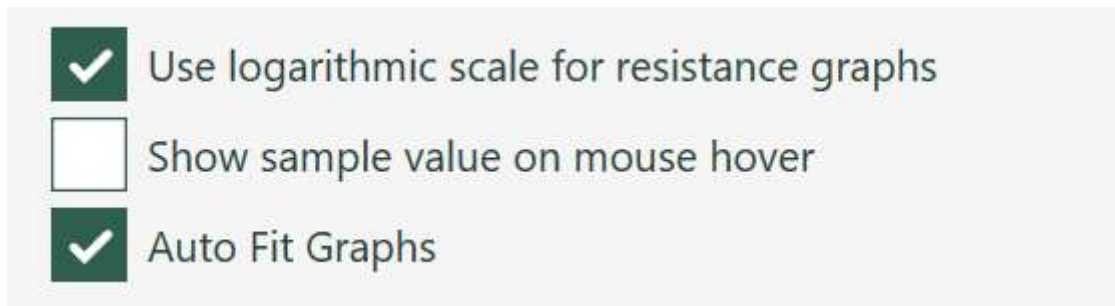 Use logarithmic scale for resistance graphs
Show sample value on mouse hover
Auto Fit Graphs